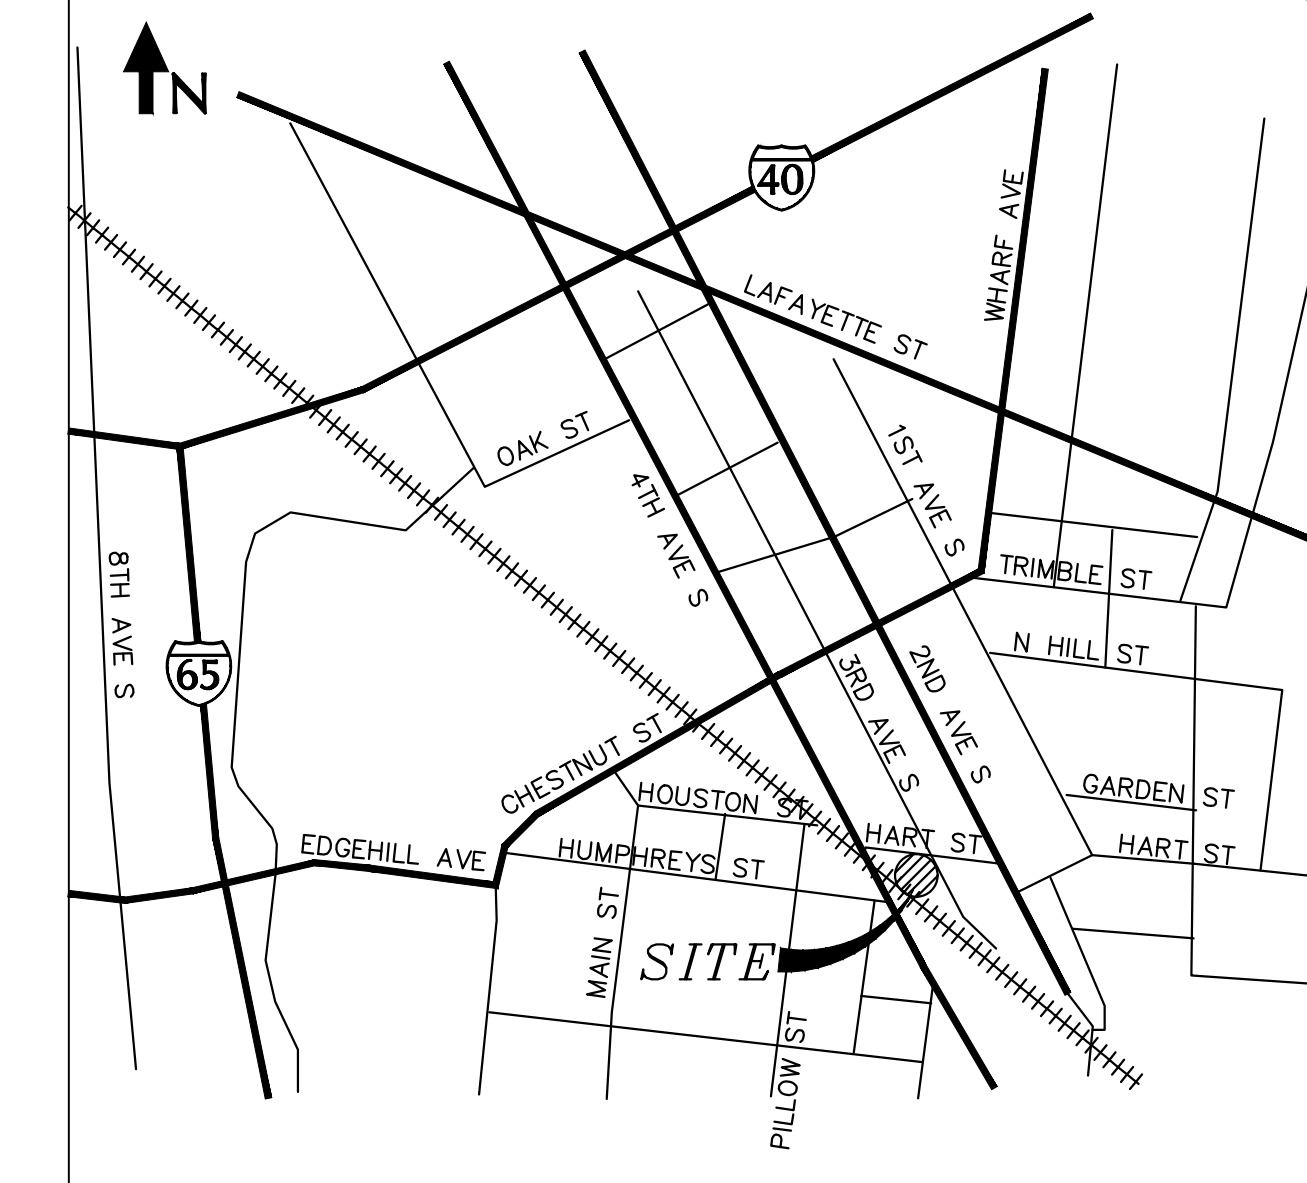 N
40
WHARF AVE
LAFAYETTE ST
OAK ST
1ST AVE S
4TH AVE S
8TH AVE S
TRIMBLE ST
N HILL ST
65
3RD AVE S
2ND AVE S
CHESTNUT ST
HOUSTON ST
GARDEN ST
EDGEHILL AVE
HUMPHREYS ST
HART ST
HART ST
MAIN ST
SITE
PILLOW ST